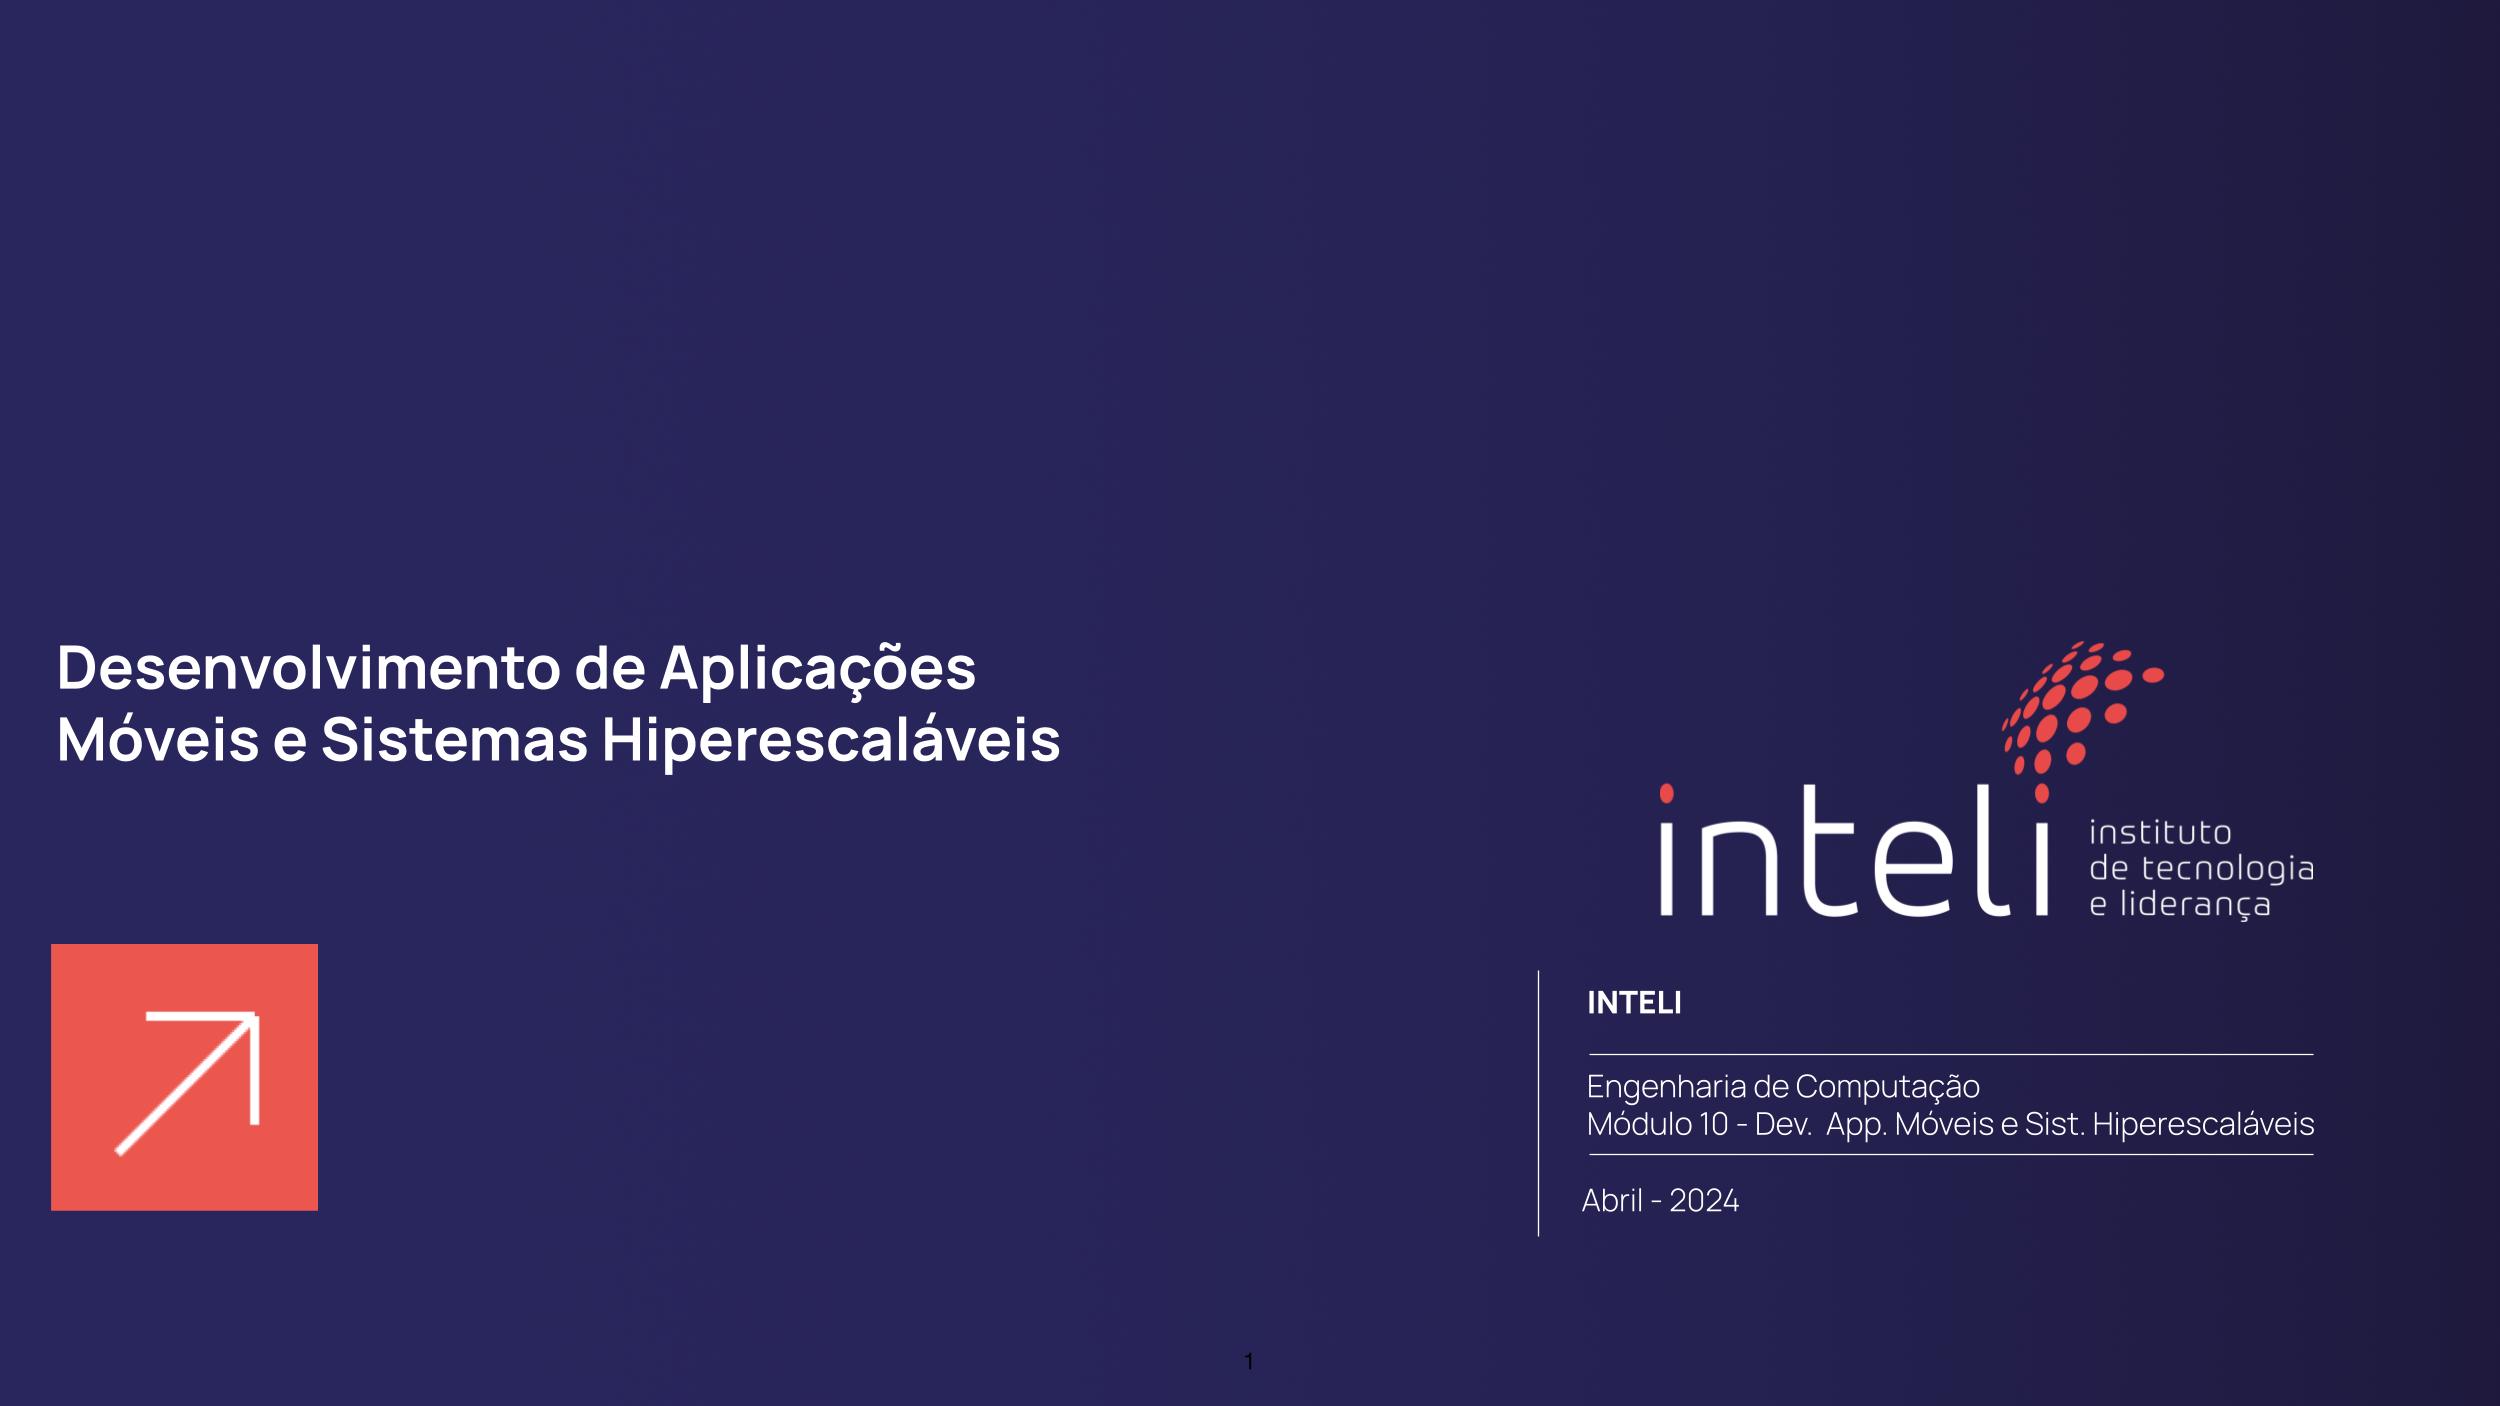 Desenvolvimento de Aplicações
Móveis e Sistemas Hiperescaláveis
inteli
instituto
de tecnologia
e liderança
INTELI
Engenharia de Computação
Módulo 10 - Dev. App. Móveis e Sist. Hiperescaláveis
Abril - 2024
1